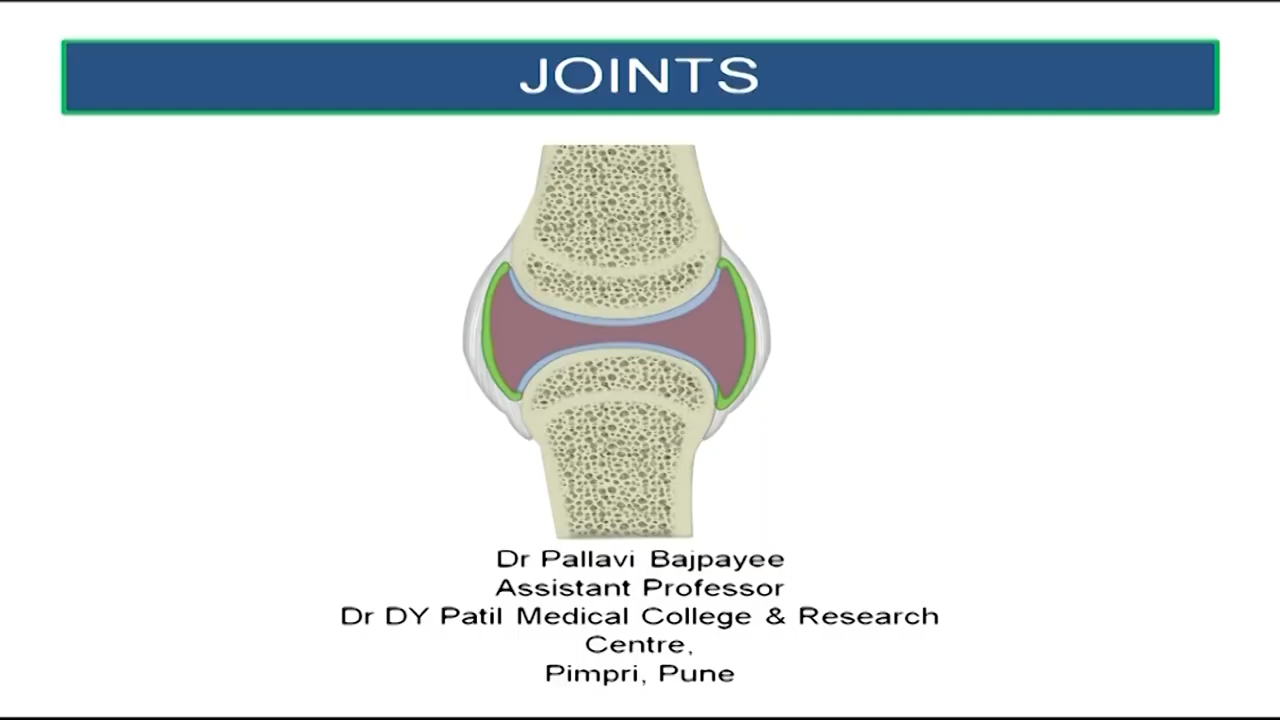 JOINTS
Dr Pallavi Bajpayee
Assistant Professor
Dr DY Patil Medical College & Research
Centre,
Pimpri, Pune